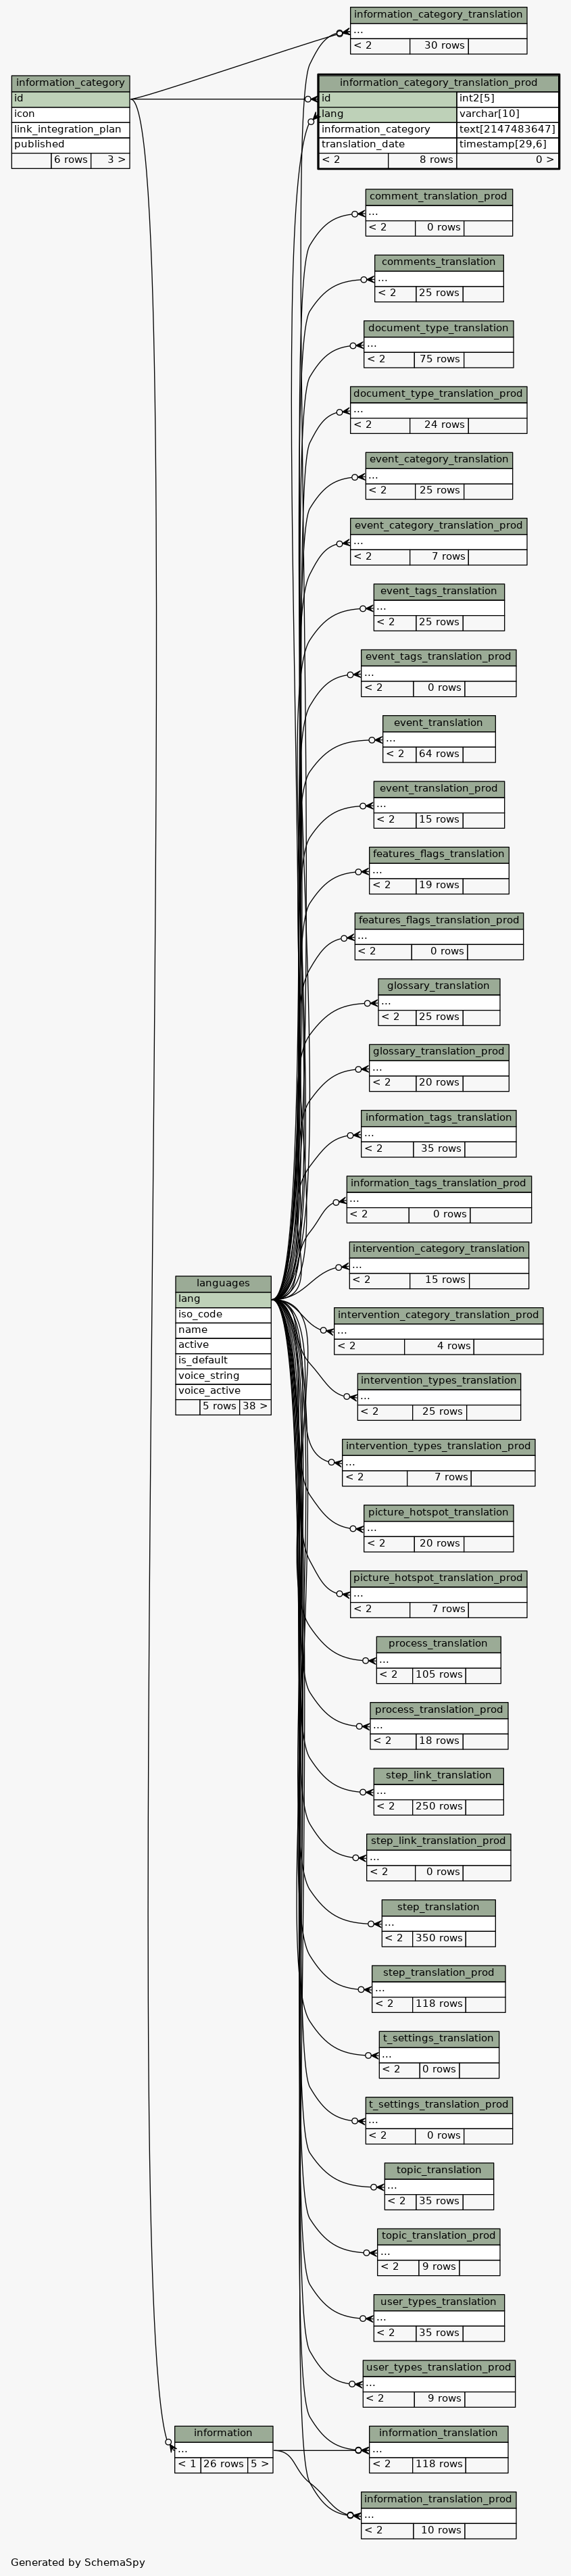 information_category_translation
...
< 2 30 rows
information_category
id
icon
link_integration_plan
published
6 rows 3 >
information_category_translation_prod
id int2[5]
lang varchar[10]
information_category text[2147483647]
translation_date timestamp[29,6]
< 2 8 rows 0 >
comment_translation_prod
...
< 2 0 rows
comments_translation
...
< 2 25 rows
document_type_translation
...
< 2 75 rows
document_type_translation_prod
...
< 2 24 rows
event_category_translation
...
< 2 25 rows
event_category_translation_prod
...
< 2 7 rows
event_tags_translation
...
< 2 25 rows
event_tags_translation_prod
...
< 2 0 rows
event_translation
...
< 2 64 rows
event_translation_prod
...
< 2 15 rows
features_flags_translation
...
< 2 19 rows
features_flags_translation_prod
...
< 2 0 rows
glossary_translation
...
< 2 25 rows
glossary_translation_prod
...
< 2 20 rows
information_tags_translation
...
< 2 35 rows
information_tags_translation_prod
...
< 2 0 rows
intervention_category_translation
...
< 2 15 rows
languages
lang
iso_code
name
active
is_default
voice_string
voice_active
5 rows 38 >
intervention_category_translation_prod
...
< 2 4 rows
intervention_types_translation
...
< 2 25 rows
intervention_types_translation_prod
...
< 2 7 rows
picture_hotspot_translation
...
< 2 20 rows
picture_hotspot_translation_prod
...
< 2 7 rows
process_translation
...
< 2 105 rows
process_translation_prod
...
< 2 18 rows
step_link_translation
...
< 2 250 rows
step_link_translation_prod
...
< 2 0 rows
step_translation
...
< 2 350 rows
step_translation_prod
...
< 2 118 rows
t_settings_translation
...
< 2 0 rows
t_settings_translation_prod
...
< 2 0 rows
topic_translation
...
< 2 35 rows
topic_translation_prod
...
< 2 9 rows
user_types_translation
...
< 2 35 rows
user_types_translation_prod
...
< 2 9 rows
information
...
< 1 26 rows 5 >
information_translation
...
< 2 118 rows
information_translation_prod
...
< 2 10 rows
Generated by SchemaSpy